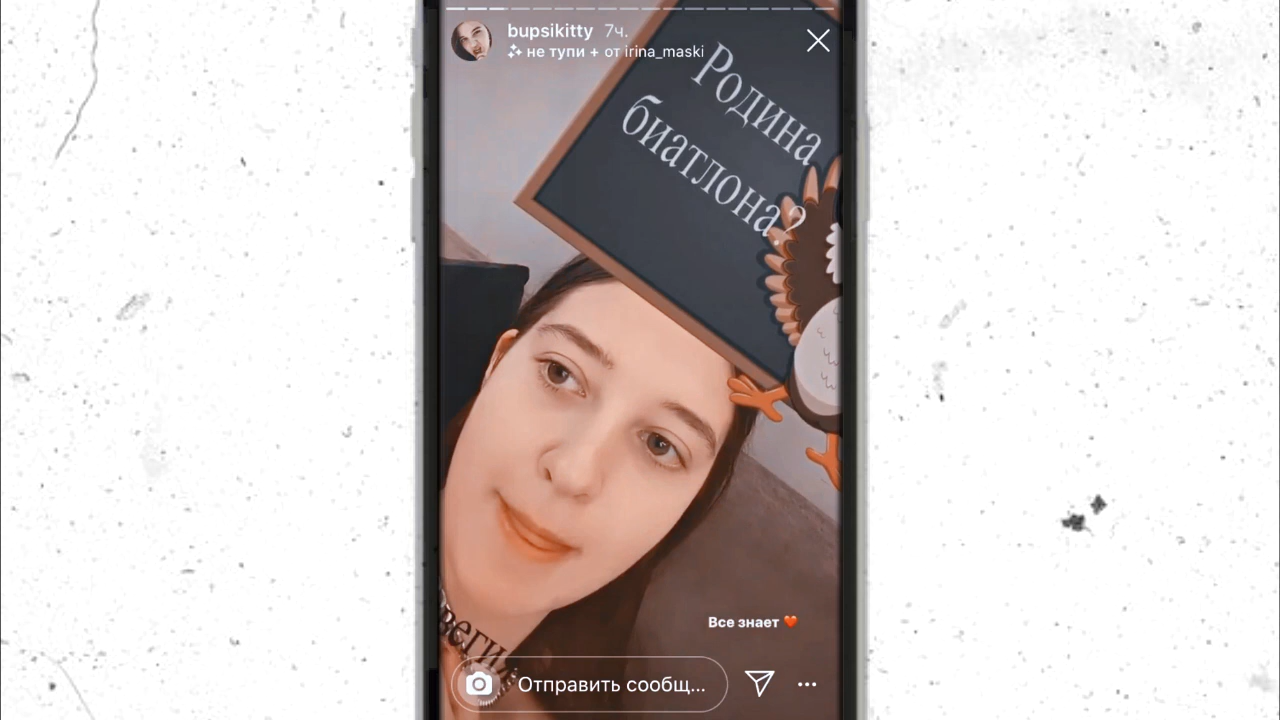 bupsikitty 7ч.
не тупи + от irina_maski
Родина
биатлона?
Все знает
Отправить сообщ...